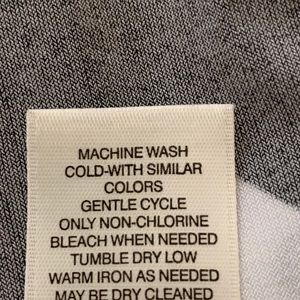 MACHINE WASH
COLD-WITH SIMILAR
COLORS
GENTLE CYCLE
ONLY NON-CHLORINE
BLEACH WHEN NEEDED
TUMBLE DRY LOW
WARM IRON AS NEEDED
MAY BE DRY CLEANED